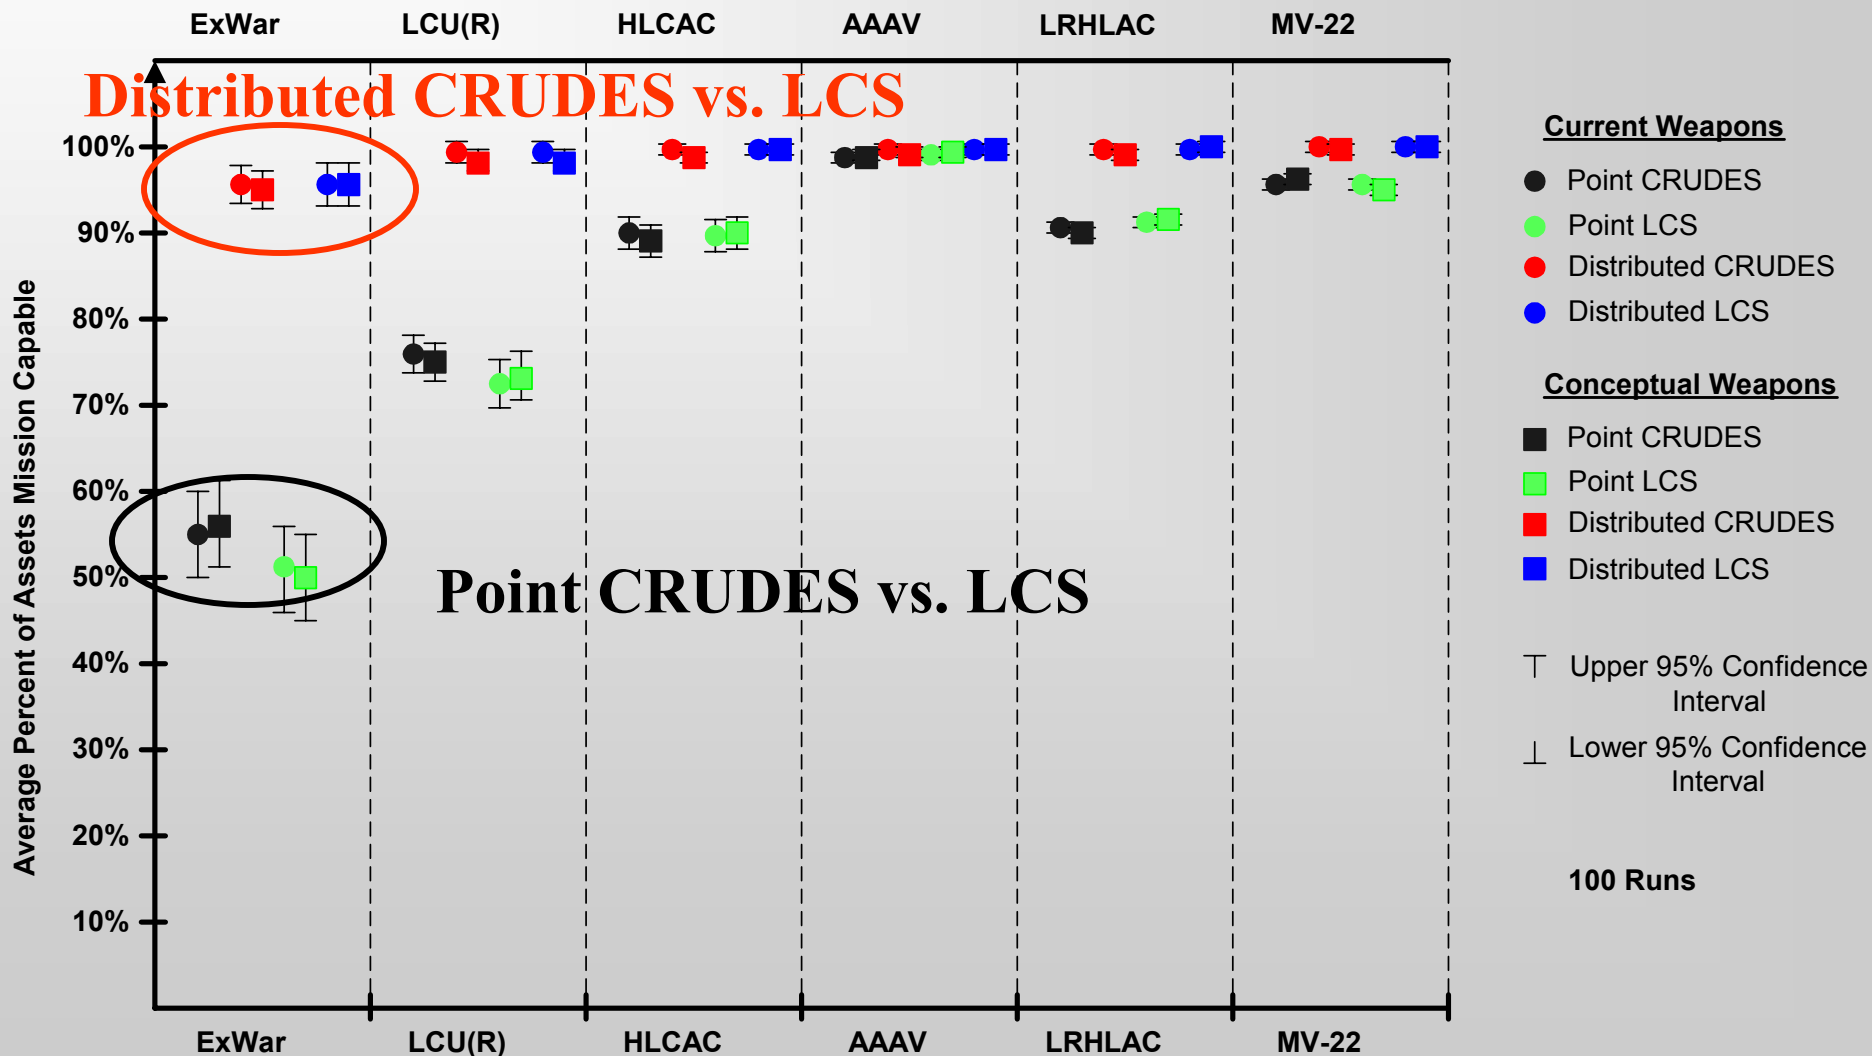 ExWar LCU(R) HLCAC AAAV LRHLAC MV-22
Distributed CRUDES vs. LCS
Average Percent of Assets Mission Capable
100%
90%
80%
70%
60%
50%
40%
30%
20%
10%
Point CRUDES vs. LCS
ExWar LCU(R) HLCAC AAAV LRHLAC MV-22
Current Weapons
Point CRUDES
Point LCS
Distributed CRUDES
Distributed LCS
Conceptual Weapons
Point CRUDES
Point LCS
Distributed CRUDES
Distributed LCS
Upper 95% Confidence
Interval
Lower 95% Confidence
Interval
100 Runs